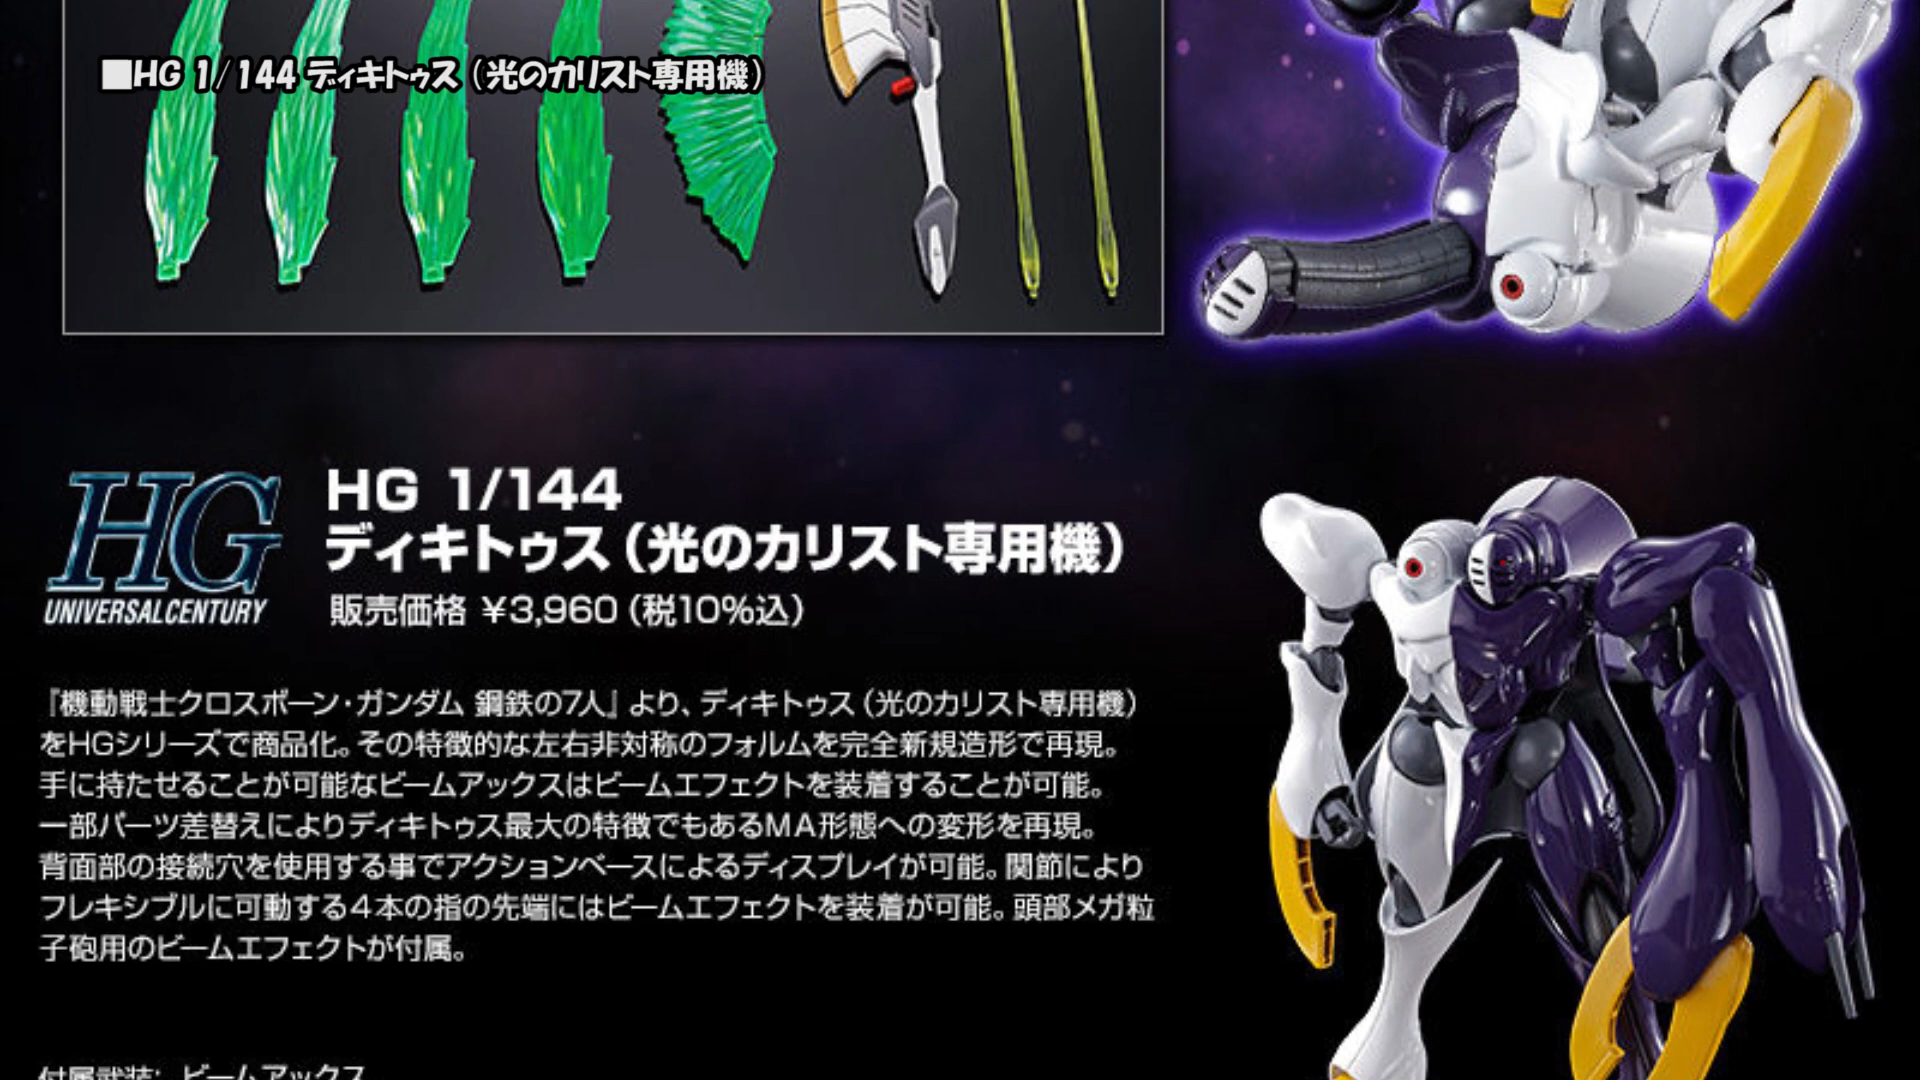 ■HG 1/144 ディキトゥス（光のカリスト専用機）
HG
UNIVERSAL CENTURY
HG 1/144
ディキトゥス（光のカリスト専用機）
販売価格 ￥3,960（税10％込）
『機動戦士クロスボーン・ガンダム 鋼鉄の7人』より、ディキトゥス（光のカリスト専用機）
をHGシリーズで商品化。その特徴的な左右非対称のフォルムを完全新規造形で再現。
手に持たせることが可能なビームアックスはビームエフェクトを装着することが可能。
一部パーツ差替えによりディキトゥス最大の特徴でもあるMA形態への変形を再現。
背面部の接続穴を使用する事でアクションベースによるディスプレイが可能。関節により
フレキシブルに可動する4本の指の先端にはビームエフェクトを装着が可能。頭部メガ粒
子砲用のビームエフェクトが付属。
付属武装：ビームアックス